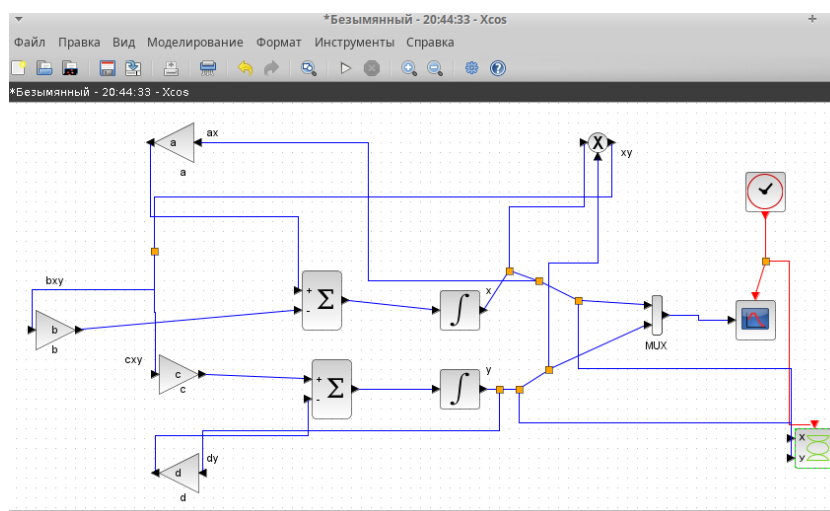 *Безымянный - 20:44:33 - Xcos
Файл Правка Вид Моделирование Формат Инструменты Справка
*Безымянный - 20:44:33 - Xcos
a
ax
a
X
xy
bxy
+
-
Σ
∫
x
b
b
MUX
cxy
c
c
+
-
Σ
∫
y
X
Y
d
dy
d